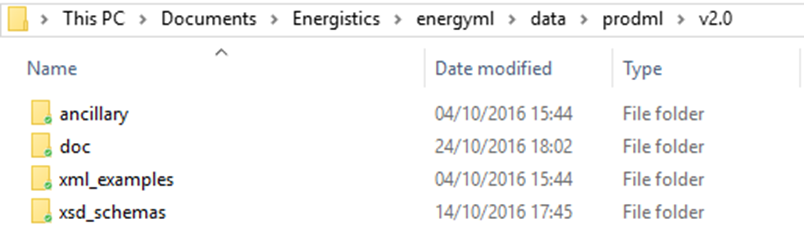 This PC > Documents > Energistics > energyml > data > prodml > v2.0
Name Date modified Type
ancillary 04/10/2016 15:44 File folder
doc 24/10/2016 18:02 File folder
xml_examples 04/10/2016 15:44 File folder
xsd_schemas 14/10/2016 17:45 File folder